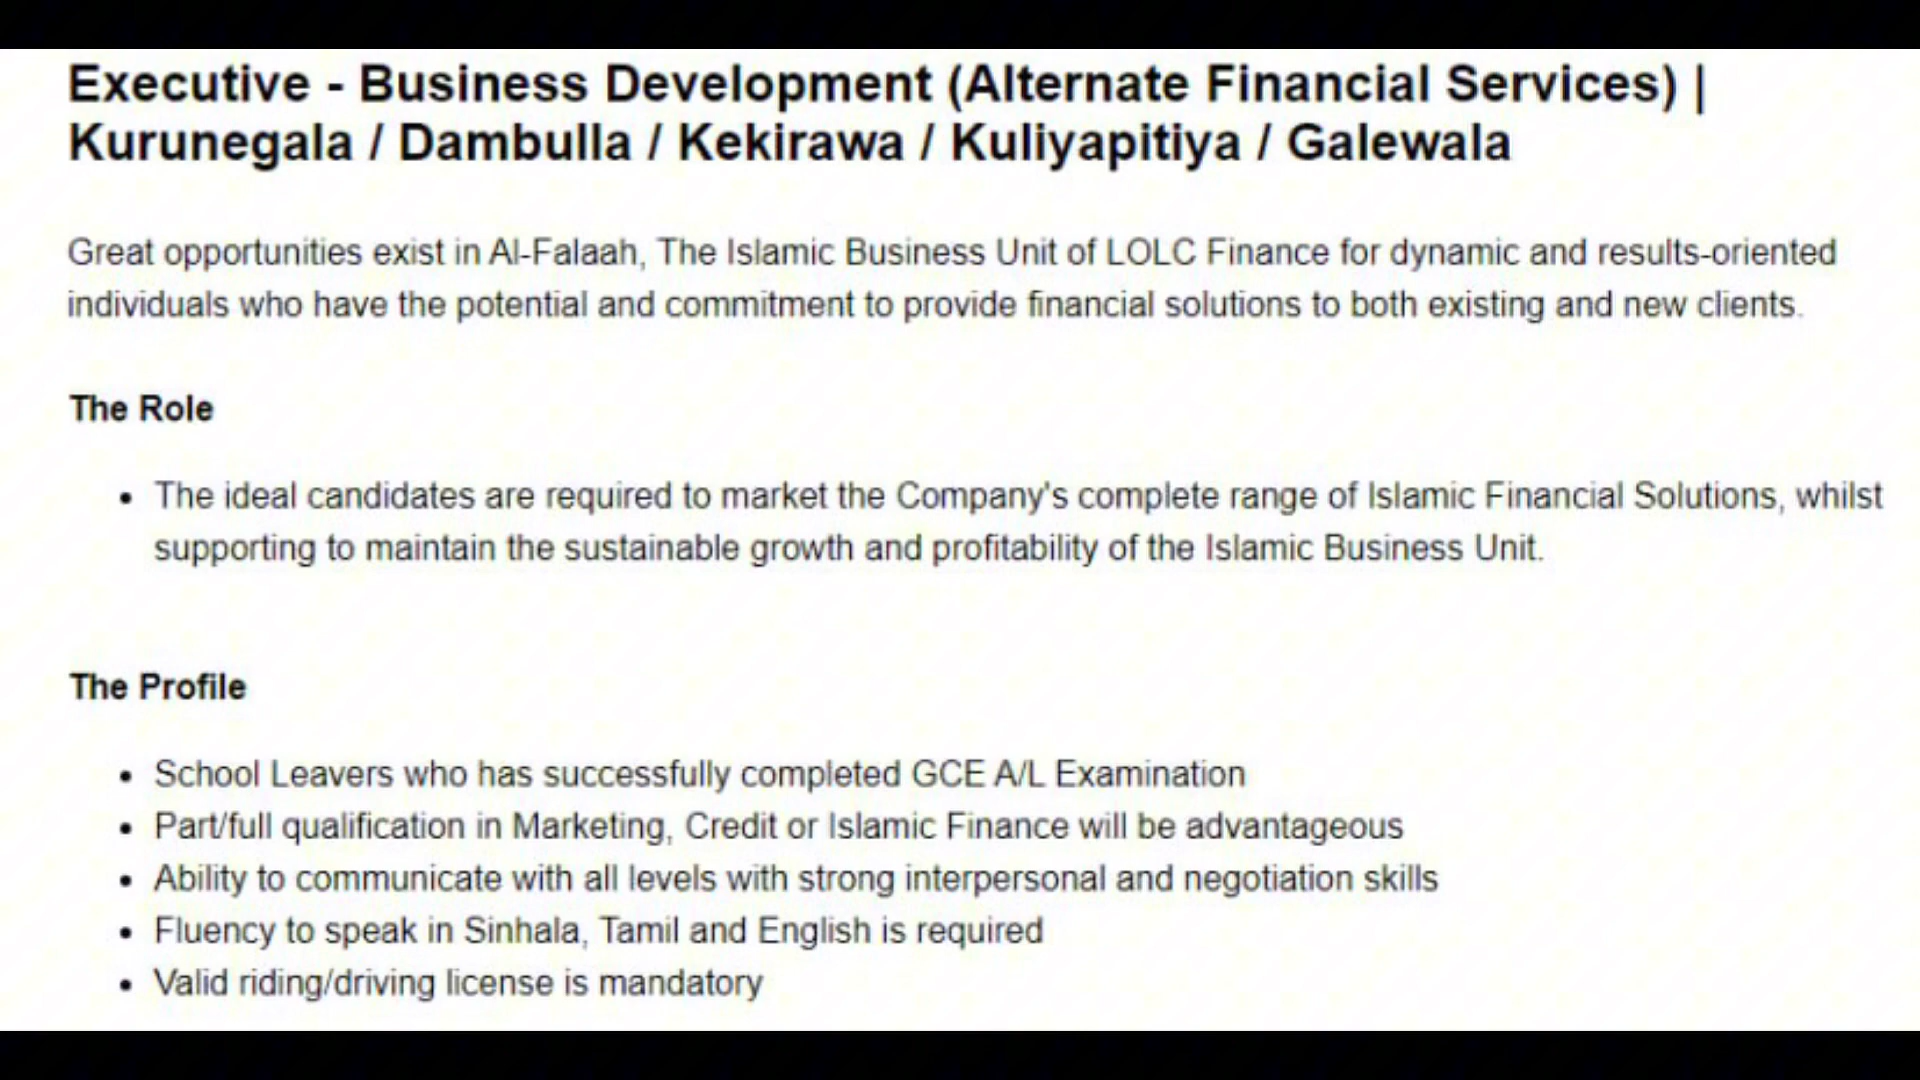 Executive - Business Development (Alternate Financial Services) |
Kurunegala / Dambulla / Kekirawa / Kuliyapitiya / Galewala
Great opportunities exist in Al-Falaah, The Islamic Business Unit of LOLC Finance for dynamic and results-oriented
individuals who have the potential and commitment to provide financial solutions to both existing and new clients.
The Role
• The ideal candidates are required to market the Company's complete range of Islamic Financial Solutions, whilst
supporting to maintain the sustainable growth and profitability of the Islamic Business Unit.
The Profile
• School Leavers who has successfully completed GCE A/L Examination
• Part/full qualification in Marketing, Credit or Islamic Finance will be advantageous
• Ability to communicate with all levels with strong interpersonal and negotiation skills
• Fluency to speak in Sinhala, Tamil and English is required
• Valid riding/driving license is mandatory